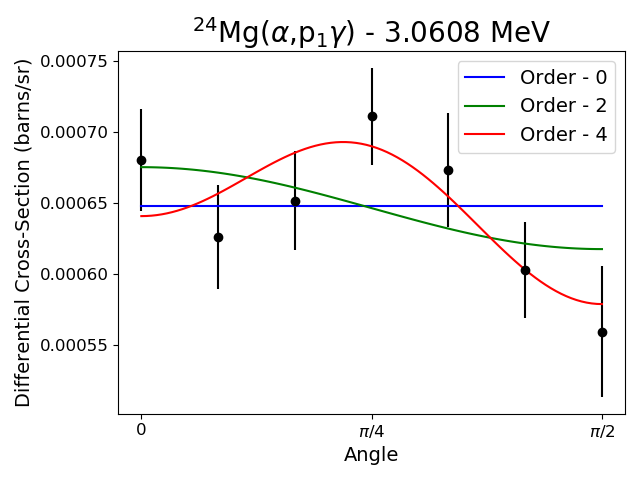 ²⁴Mg(α,p₁γ) - 3.0608 MeV
Differential Cross-Section (barns/sr)
0.00075
0.00070
0.00065
0.00060
0.00055
Order - 0
Order - 2
Order - 4
0
π/4
π/2
Angle